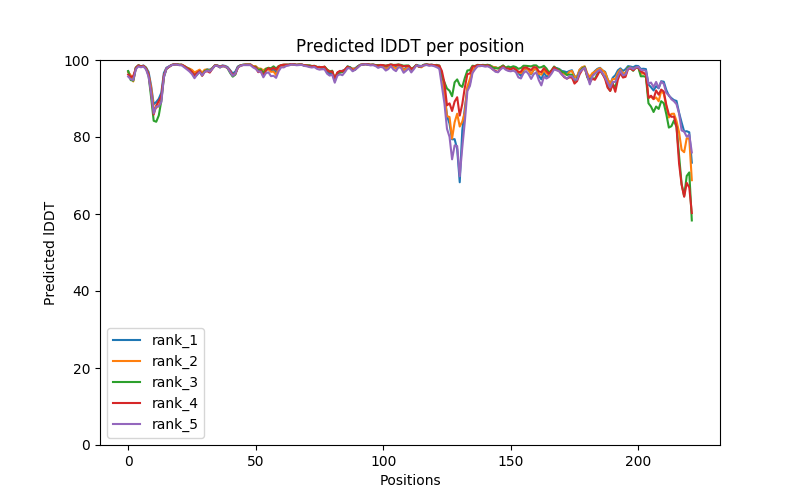 Predicted lDDT per position
100
80
60
40
20
0
Predicted lDDT
rank_1
rank_2
rank_3
rank_4
rank_5
0 50 100 150 200
Positions